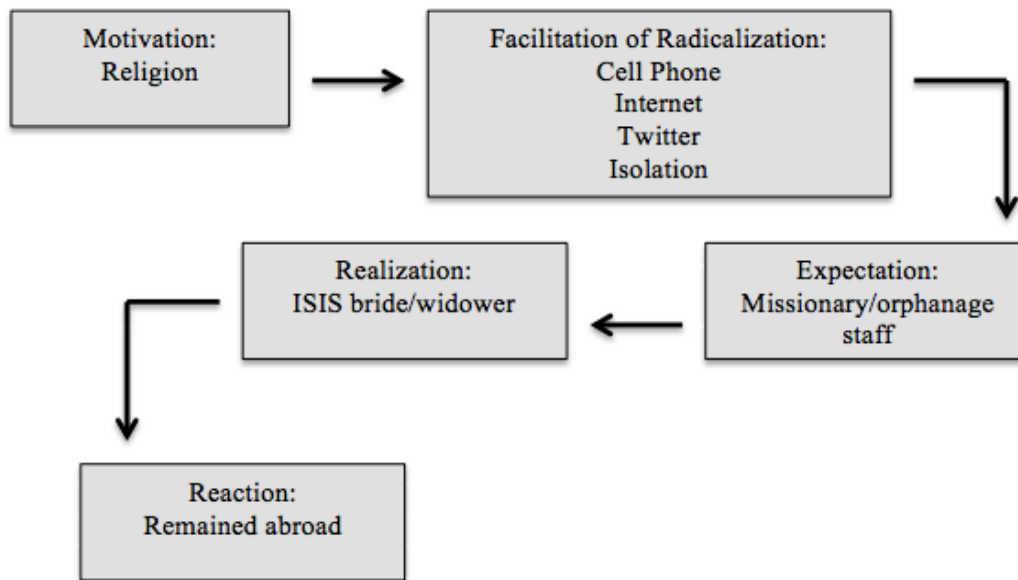 Motivation:
Religion
Facilitation of Radicalization:
Cell Phone
Internet
Twitter
Isolation
Expectation:
Missionary/orphanage
staff
Realization:
ISIS bride/widower
Reaction:
Remained abroad